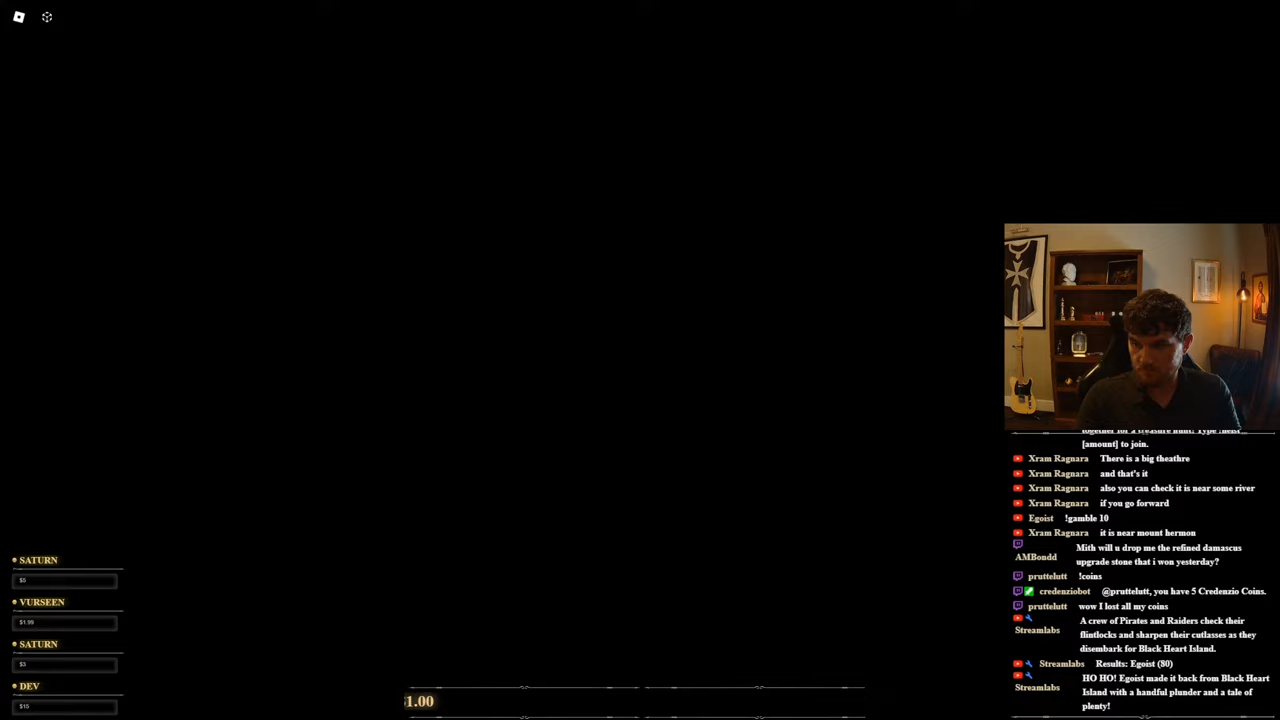 SATURN
$5
VURSEEN
$1.99
SATURN
$3
DEV
$15
$1.00
[amount] to join.
Xram Ragnara There is a big theathre
Xram Ragnara and that's it
Xram Ragnara also you can check it is near some river
Xram Ragnara if you go forward
Egoist !gamble 10
Xram Ragnara it is near mount hermon
AMBondd Mith will u drop me the refined damascus
upgrade stone that i won yesterday?
pruttelutt !coins
credenziobot @pruttelutt, you have 5 Credenzio Coins.
pruttelutt wow I lost all my coins
Streamlabs A crew of Pirates and Raiders check their
flintlocks and sharpen their cutlasses as they
disembark for Black Heart Island.
Streamlabs Results: Egoist (80)
Streamlabs HO HO! Egoist made it back from Black Heart
Island with a handful plunder and a tale of
plenty!